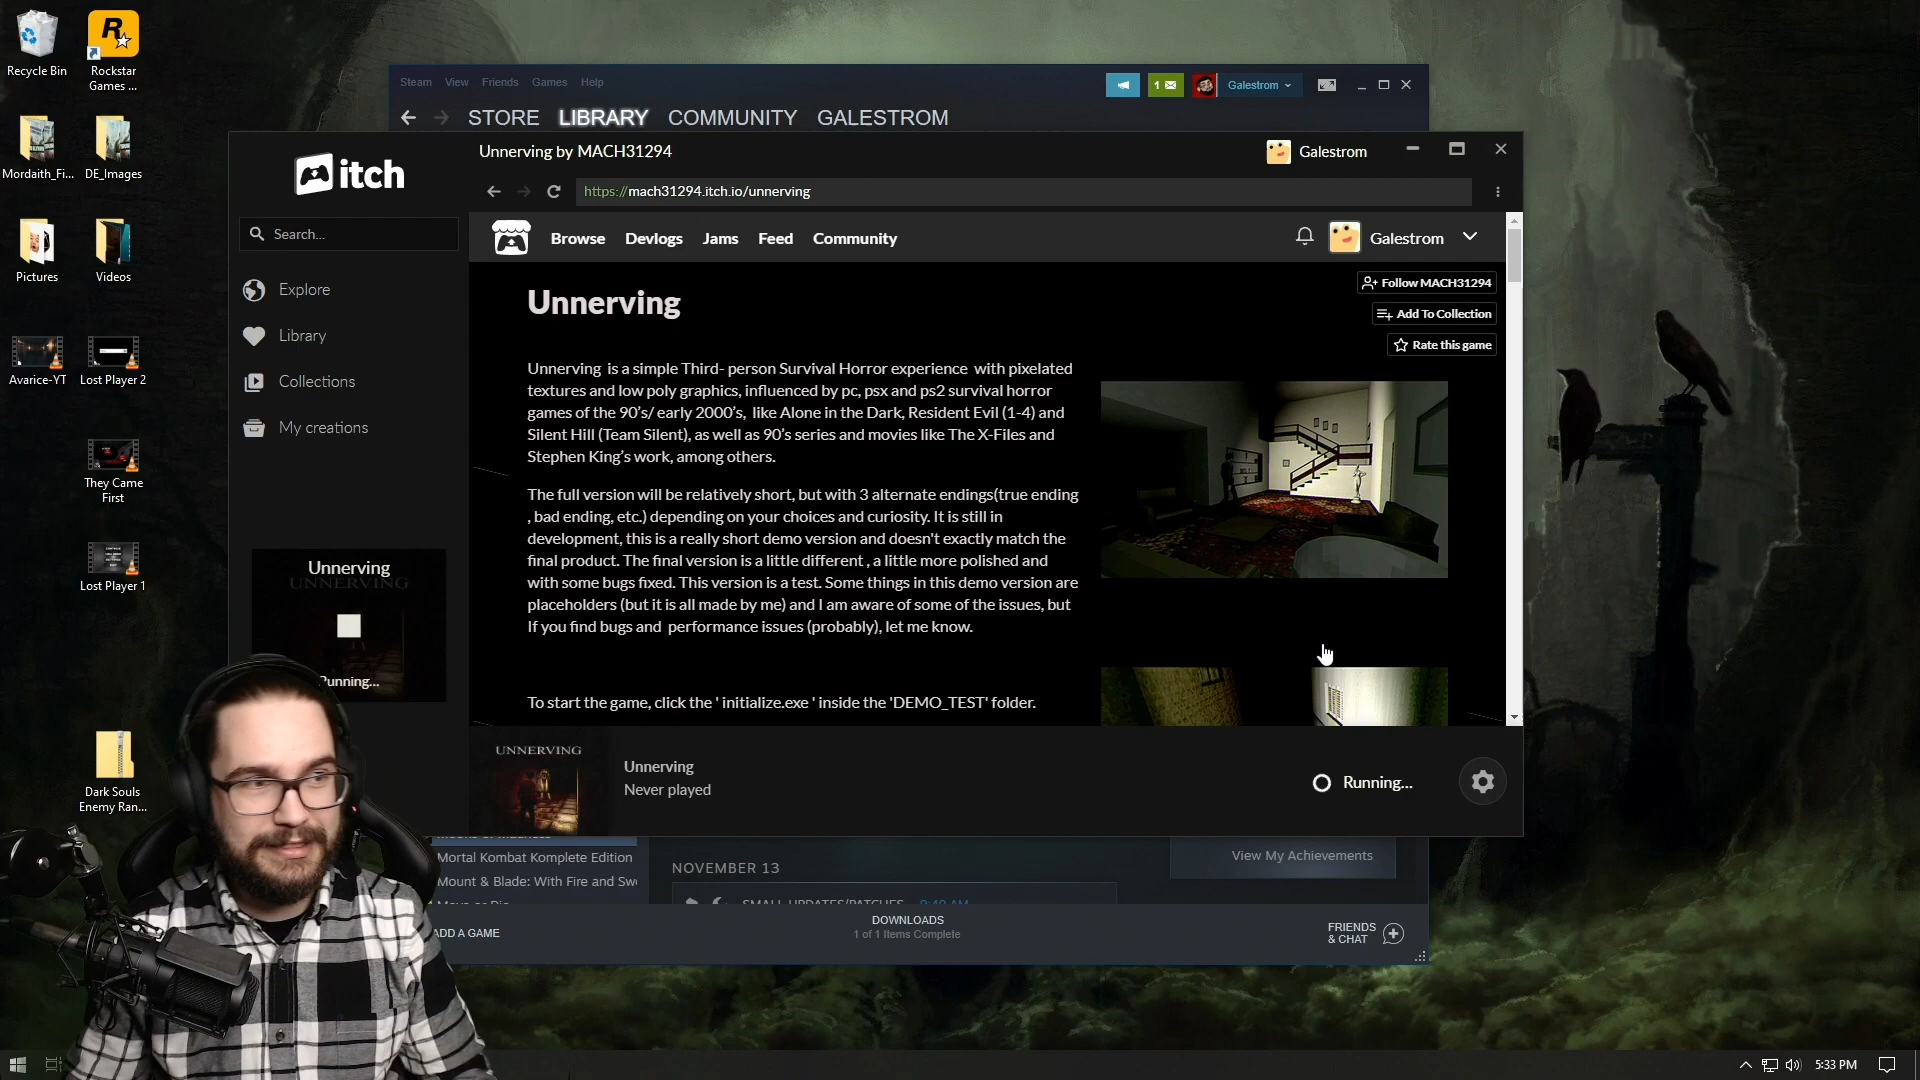 Recycle Bin
Rockstar
Games ...
Mordaith_Fi...
DE_Images
Pictures
Videos
Avarice-YT
Lost Player 2
They Came
First
Lost Player 1
Dark Souls
Enemy Ran...
Steam View Friends Games Help
1
Galestrom
STORE LIBRARY COMMUNITY GALESTROM
itch
Unnerving by MACH31294
Galestrom
https://mach31294.itch.io/unnerving
Search...
Explore
Library
Collections
My creations
Unnerving
UNNERVING
Running...
Browse Devlogs Jams Feed Community
Galestrom
Follow MACH31294
Add To Collection
Rate this game
Unnerving
Unnerving is a simple Third- person Survival Horror experience with pixelated
textures and low poly graphics, influenced by pc, psx and ps2 survival horror
games of the 90's/ early 2000's, like Alone in the Dark, Resident Evil (1-4) and
Silent Hill (Team Silent), as well as 90's series and movies like The X-Files and
Stephen King's work, among others.
The full version will be relatively short, but with 3 alternate endings(true ending
, bad ending, etc.) depending on your choices and curiosity. It is still in
development, this is a really short demo version and doesn't exactly match the
final product. The final version is a little different , a little more polished and
with some bugs fixed. This version is a test. Some things in this demo version are
placeholders (but it is all made by me) and I am aware of some of the issues, but
If you find bugs and performance issues (probably), let me know.
To start the game, click the ' initialize.exe ' inside the 'DEMO_TEST' folder.
UNNERVING
Unnerving
Never played
Running...
Mortal Kombat Komplete Edition
Mount & Blade: With Fire and Sw
NOVEMBER 13
SMALL UPDATES/PATCHES
View My Achievements
ADD A GAME
DOWNLOADS
1 of 1 Items Complete
FRIENDS
& CHAT
5:33 PM